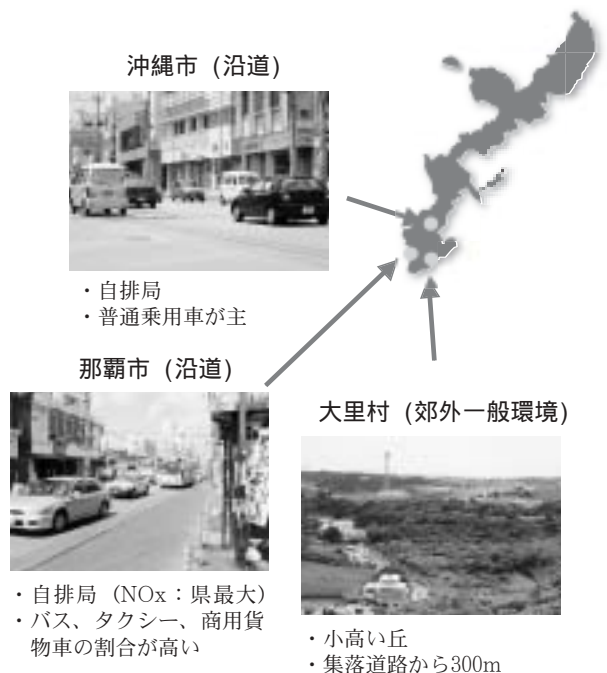 沖縄市 (沿道)
・自排局
・普通乗用車が主
那覇市 (沿道)
・自排局 (NOx：県最大)
・バス、タクシー、商用貨
物車の割合が高い
大里村 (郊外一般環境)
・小高い丘
・集落道路から300m